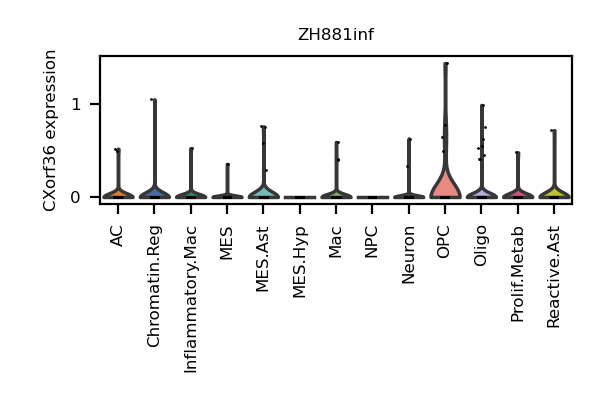 ZH881inf
CXorf36 expression
1
0
AC
Chromatin.Reg
Inflammatory.Mac
MES
MES.Ast
MES.Hyp
Mac
NPC
Neuron
OPC
Oligo
Prolif.Metab
Reactive.Ast